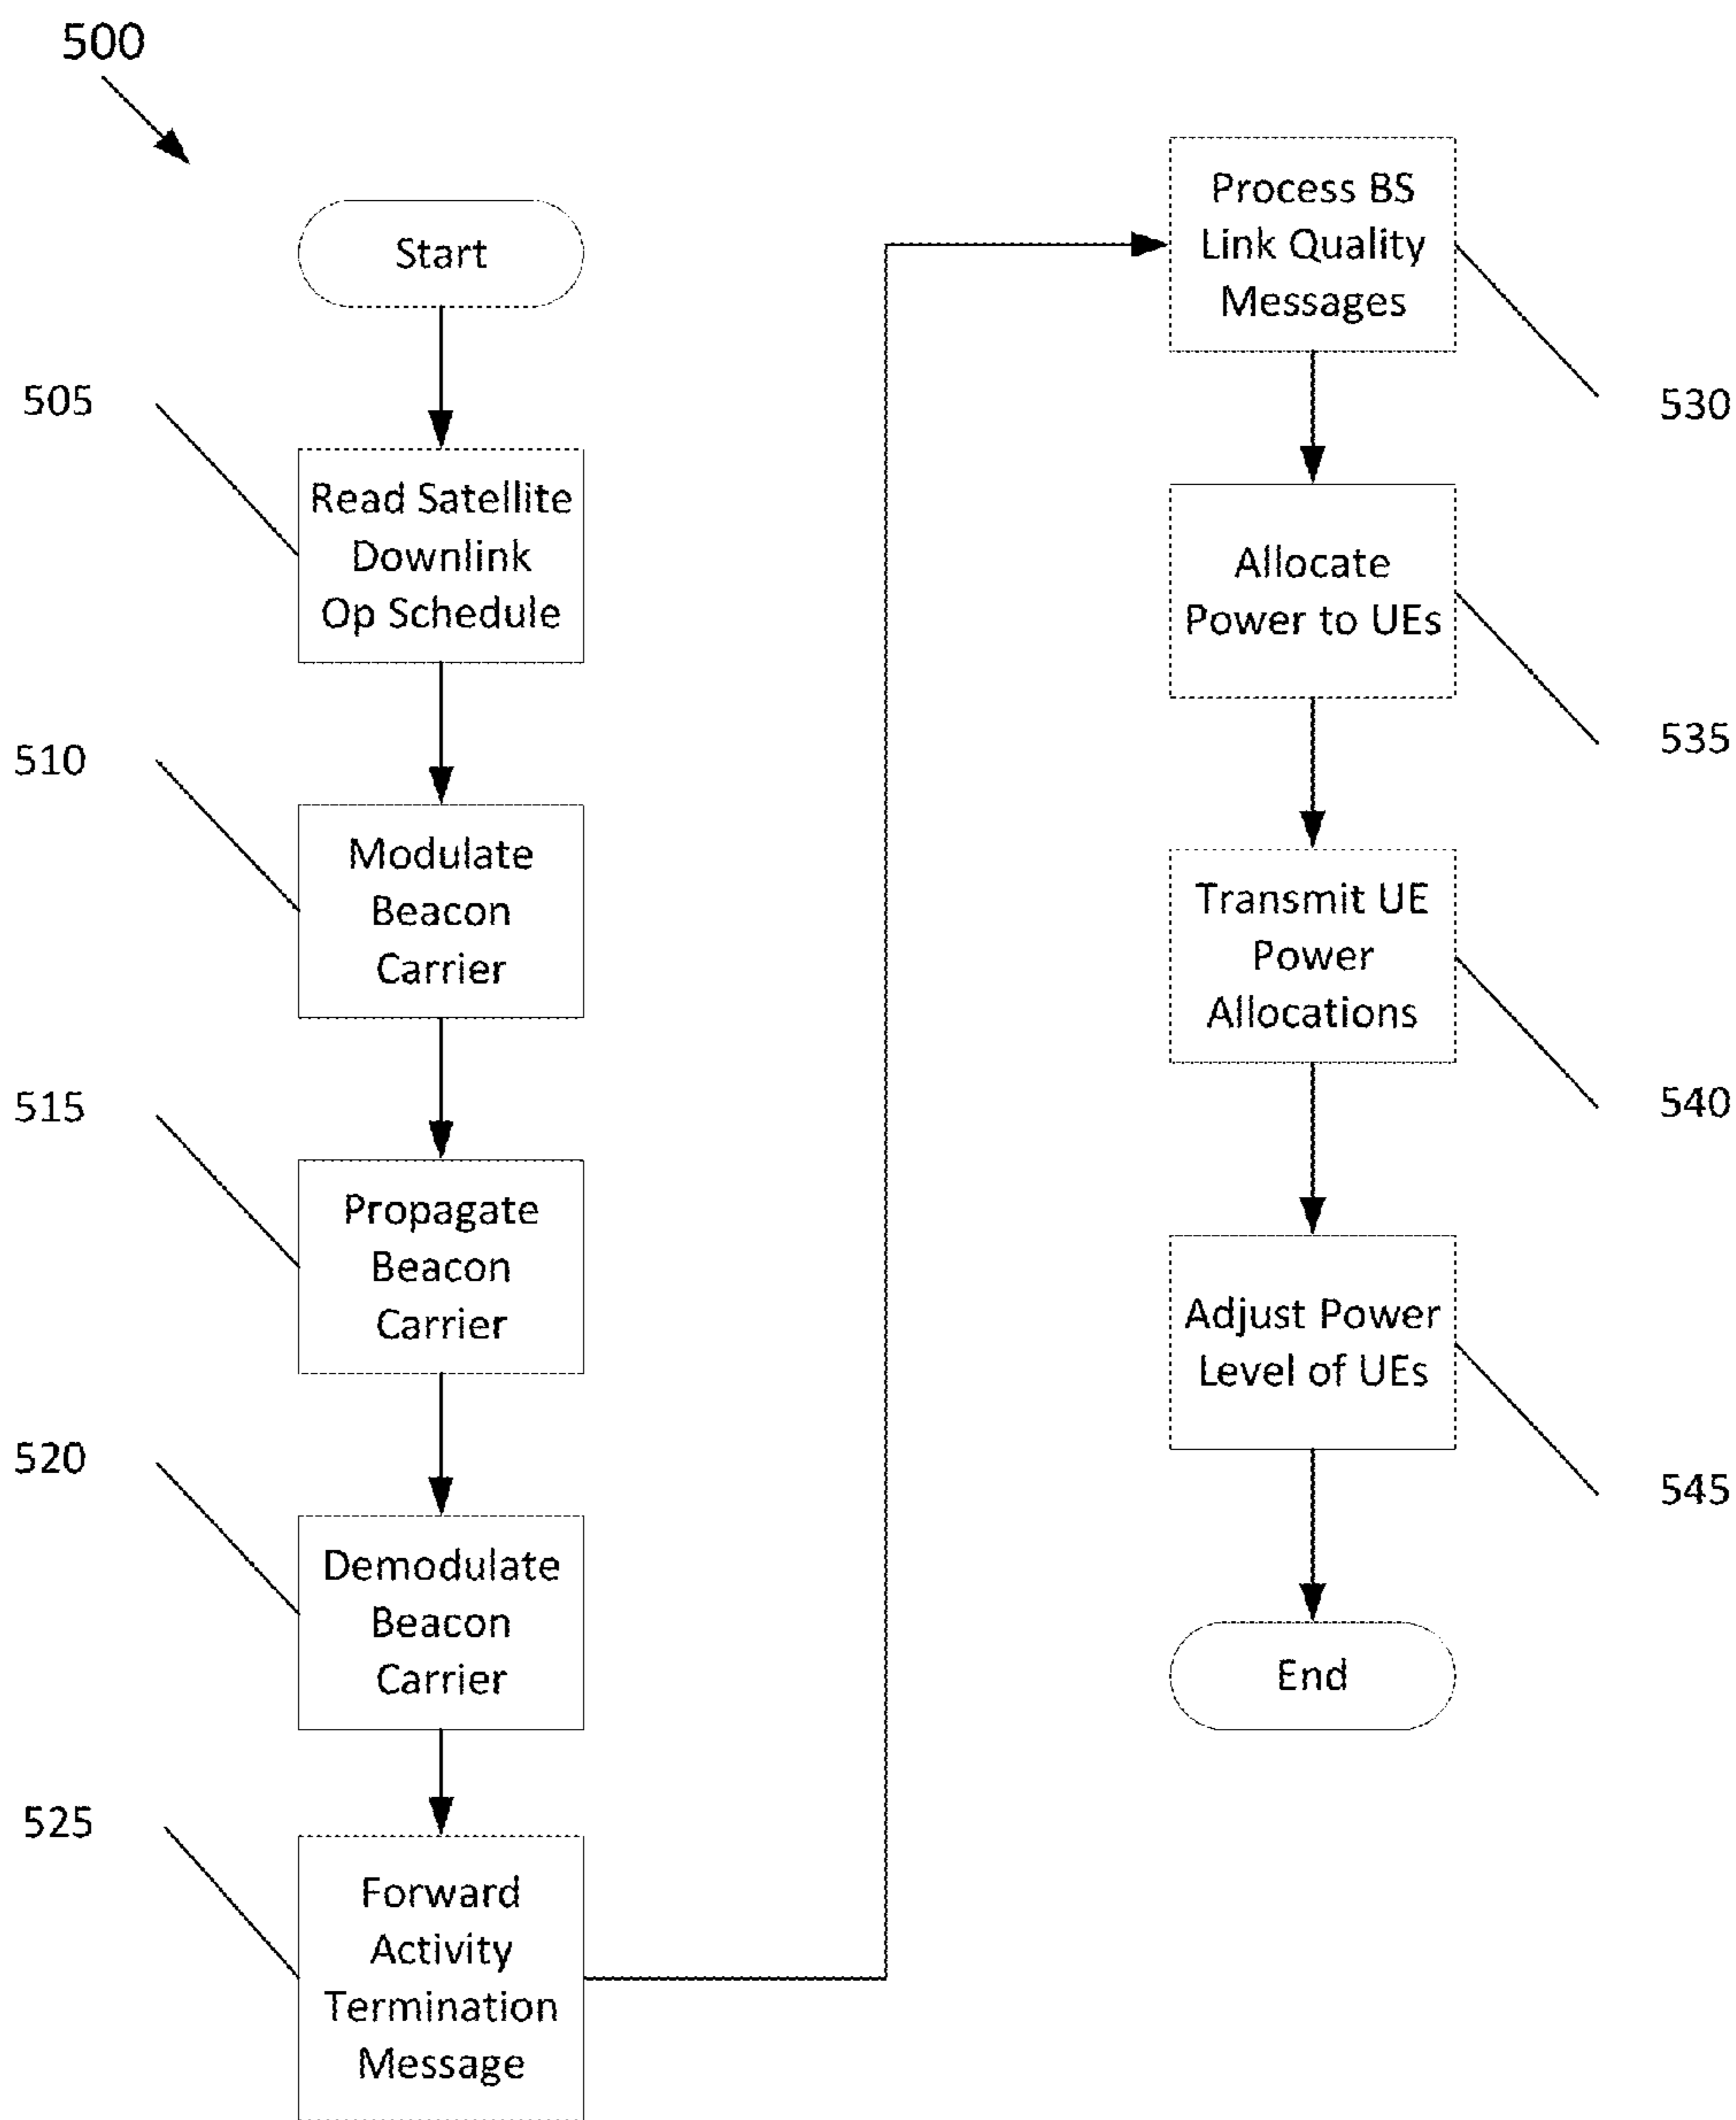 500
Start
505
Read Satellite
Downlink
Op Schedule
510
Modulate
Beacon
Carrier
515
Propagate
Beacon
Carrier
520
Demodulate
Beacon
Carrier
525
Forward
Activity
Termination
Message
Process BS
Link Quality
Messages
530
Allocate
Power to UEs
535
Transmit UE
Power
Allocations
540
Adjust Power
Level of UEs
545
End